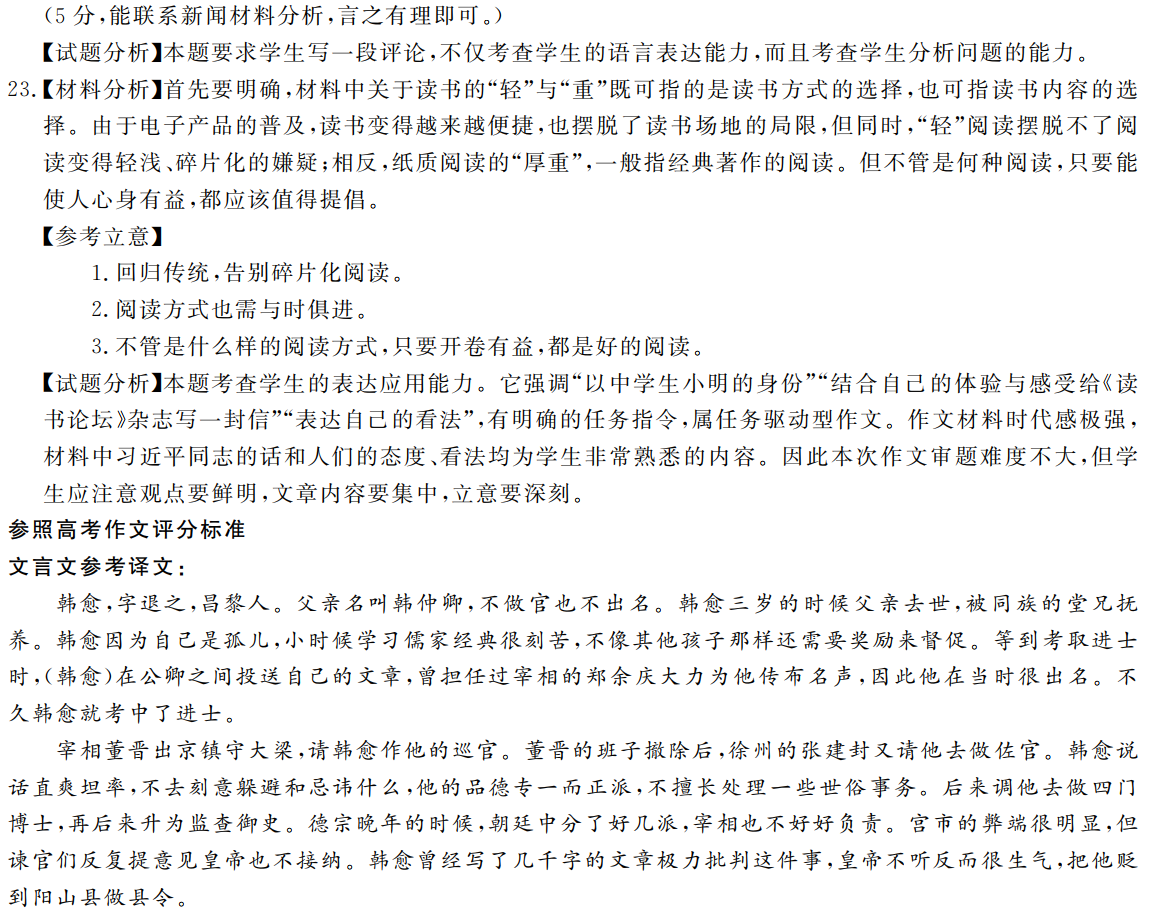 (5分,能联系新闻材料分析,言之有理即可。)
【试题分析】本题要求学生写一段评论,不仅考查学生的语言表达能力,而且考查学生分析问题的能力。
23.【材料分析】首先要明确,材料中关于读书的“轻”与“重”既可指的是读书方式的选择,也可指读书内容的选
择。由于电子产品的普及,读书变得越来越便捷,也摆脱了读书场地的局限,但同时,“轻”阅读摆脱不了阅
读变得轻浅、碎片化的嫌疑;相反,纸质阅读的“厚重”,一般指经典著作的阅读。但不管是何种阅读,只要能
使人心身有益,都应该值得提倡。
【参考立意】
1. 回归传统,告别碎片化阅读。
2. 阅读方式也需与时俱进。
3. 不管是什么样的阅读方式,只要开卷有益,都是好的阅读。
【试题分析】本题考查学生的表达应用能力。它强调“以中学生小明的身份”“结合自己的体验与感受给《读
书论坛》杂志写一封信”“表达自己的看法”,有明确的任务指令,属任务驱动型作文。作文材料时代感极强,
材料中习近平同志的话和人们的态度、看法均为学生非常熟悉的内容。因此本次作文审题难度不大,但学
生应注意观点要鲜明,文章内容要集中,立意要深刻。
参照高考作文评分标准
文言文参考译文:
韩愈,字退之,昌黎人。父亲名叫韩仲卿,不做官也不出名。韩愈三岁的时候父亲去世,被同族的堂兄抚
养。韩愈因为自己是孤儿,小时候学习儒家经典很刻苦,不像其他孩子那样还需要奖励来督促。等到考取进士
时,(韩愈)在公卿之间投送自己的文章,曾担任过宰相的郑余庆大力为他传布名声,因此他在当时很出名。不
久韩愈就考中了进士。
宰相董晋出京镇守大梁,请韩愈作他的巡官。董晋的班子撤除后,徐州的张建封又请他去做佐官。韩愈说
话直爽坦率,不去刻意躲避和忌讳什么,他的品德专一而正派,不擅长处理一些世俗事务。后来调他去做四门
博士,再后来升为监查御史。德宗晚年的时候,朝廷中分了好几派,宰相也不好好负责。宫市的弊端很明显,但
谏官们反复提意见皇帝也不接纳。韩愈曾经写了几千字的文章极力批判这件事,皇帝不听反而很生气,把他贬
到阳山县做县令。